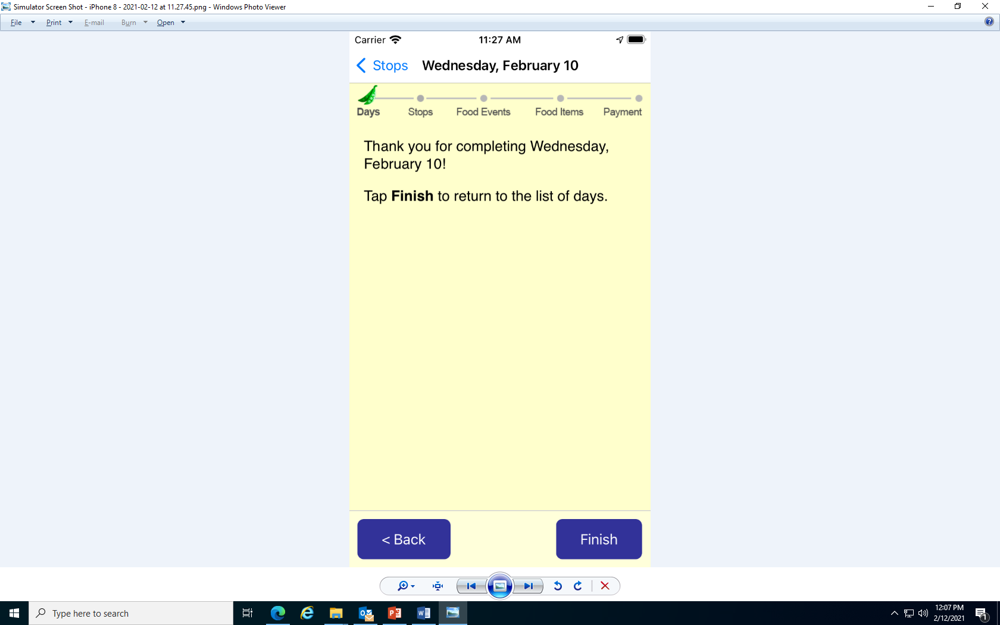 Simulator Screen Shot - iPhone 8 - 2021-02-12 at 11.27.45.png - Windows Photo Viewer
File Print E-mail Burn Open
Carrier 11:27 AM
Stops Wednesday, February 10
Days Stops Food Events Food Items Payment
Thank you for completing Wednesday,
February 10!
Tap Finish to return to the list of days.
< Back Finish
Type here to search
12:07 PM
2/12/2021
1